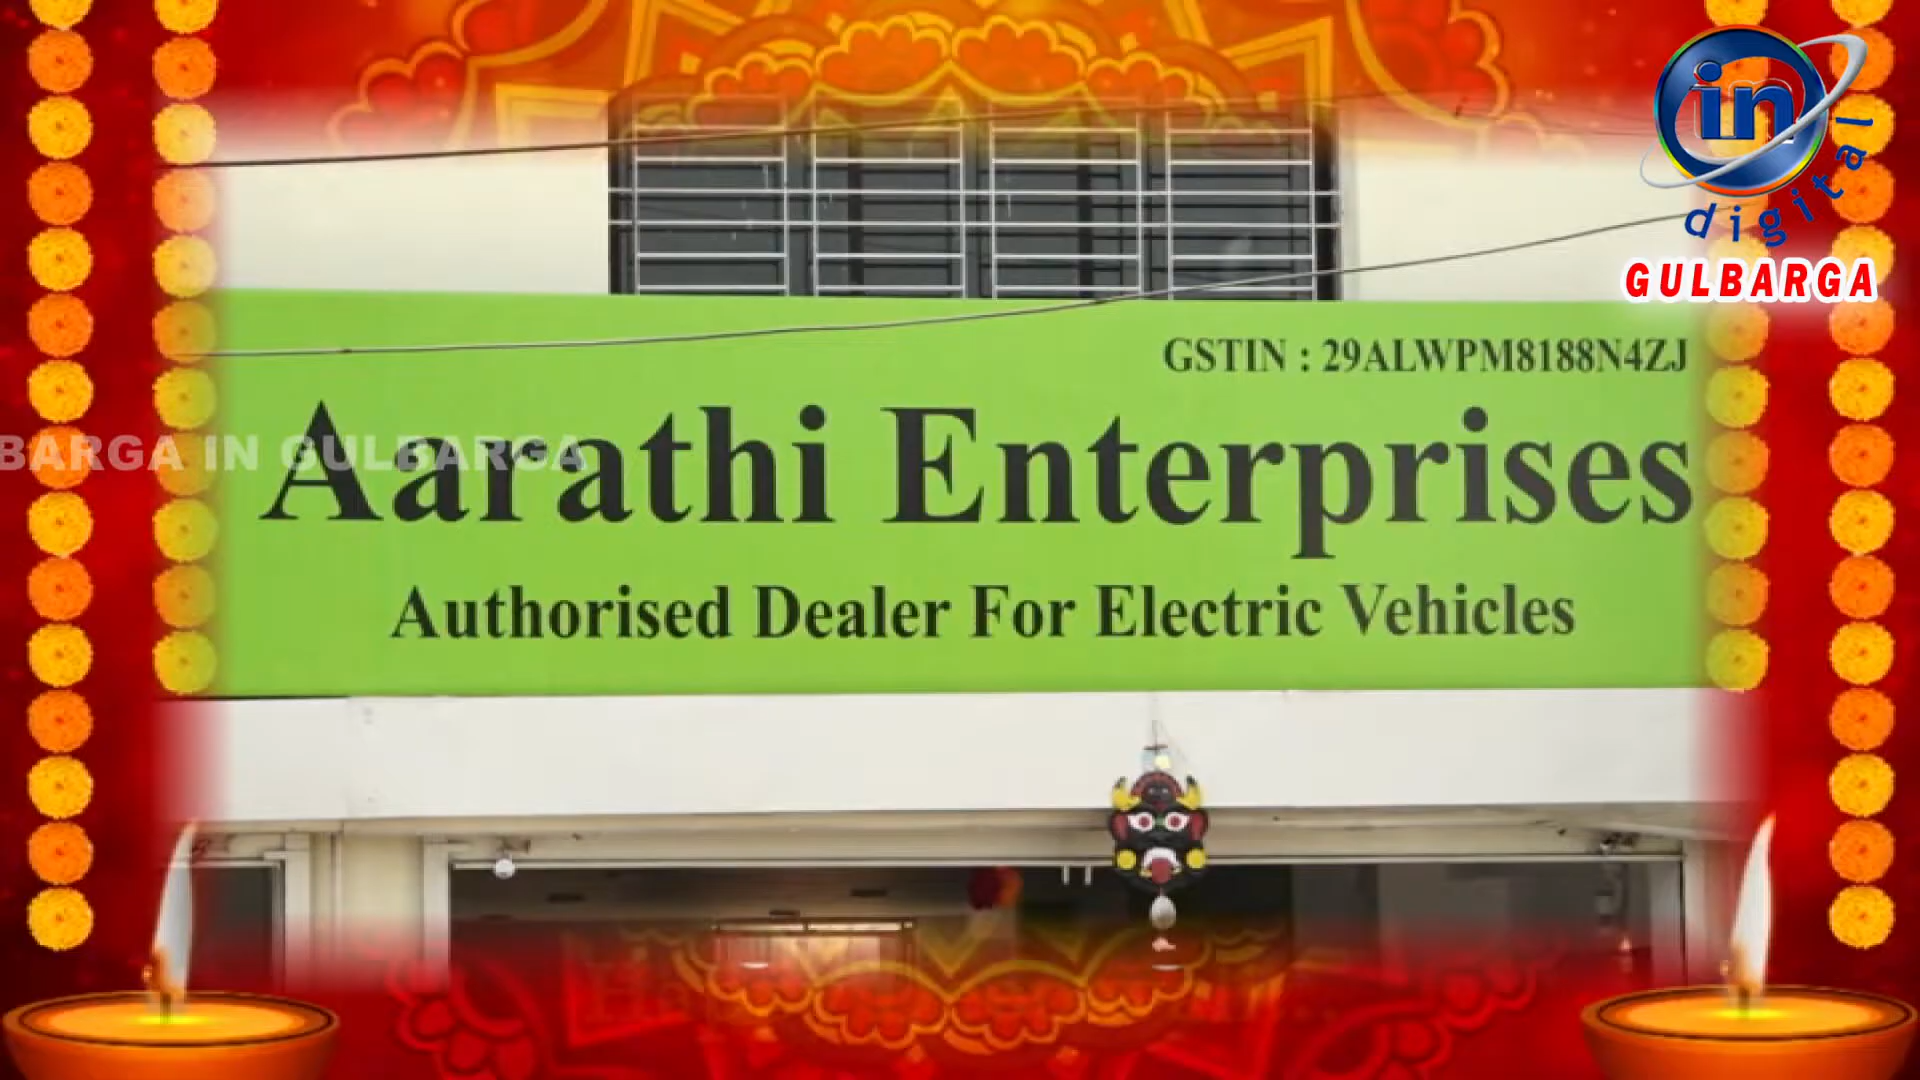 in
digital
GULBARGA
GSTIN : 29ALWPM8188N4ZJ
Aarathi Enterprises
BARGA IN GULBARGA
Authorised Dealer For Electric Vehicles